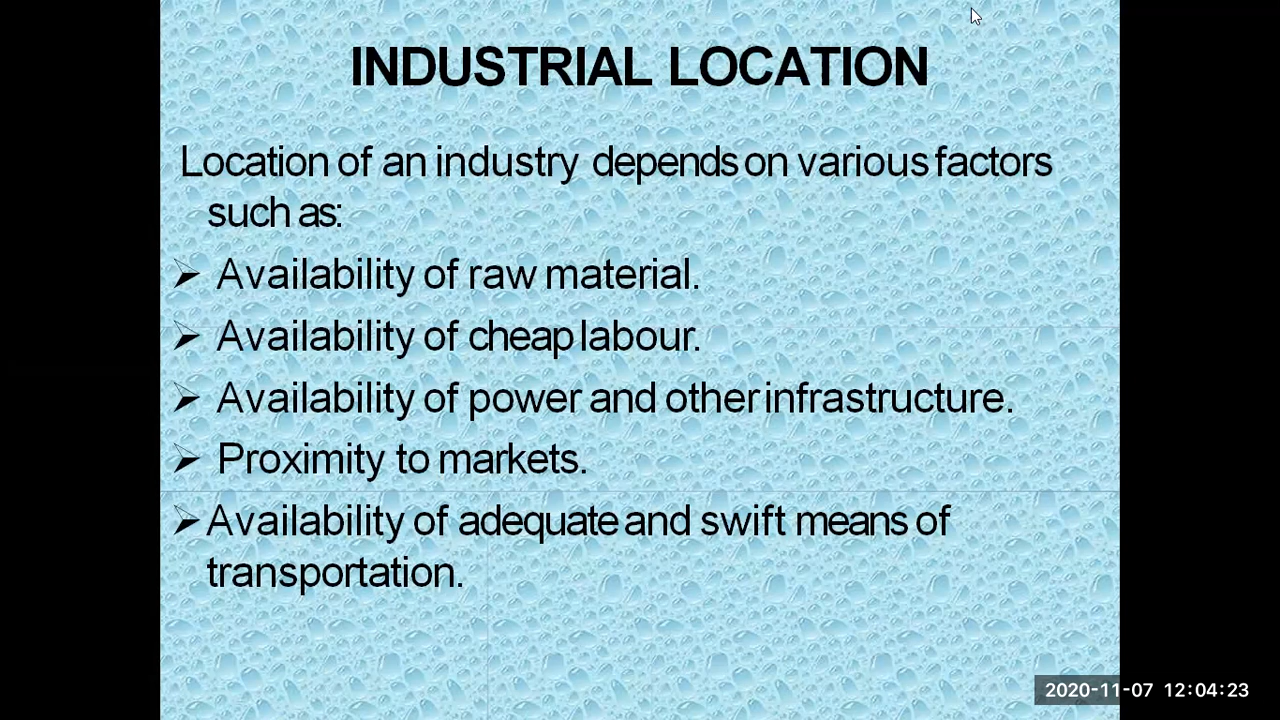 INDUSTRIAL LOCATION
Location of an industry depends on various factors
such as:
➢ Availability of raw material.
➢ Availability of cheap labour.
➢ Availability of power and other infrastructure.
➢ Proximity to markets.
➢ Availability of adequate and swift means of
transportation.
2020-11-07 12:04:23